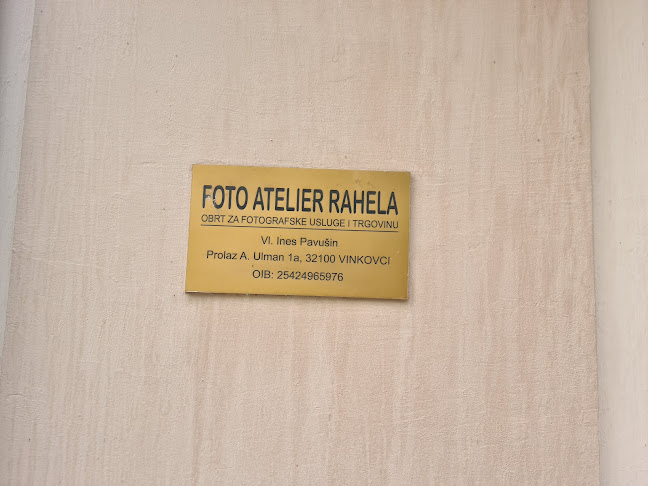 FOTO ATELIER RAHELA
OBRT ZA FOTOGRAFSKE USLUGE I TRGOVINU
Vl. Ines Pavušin
Prolaz A. Ulman 1a, 32100 VINKOVCI
OIB: 25424965976